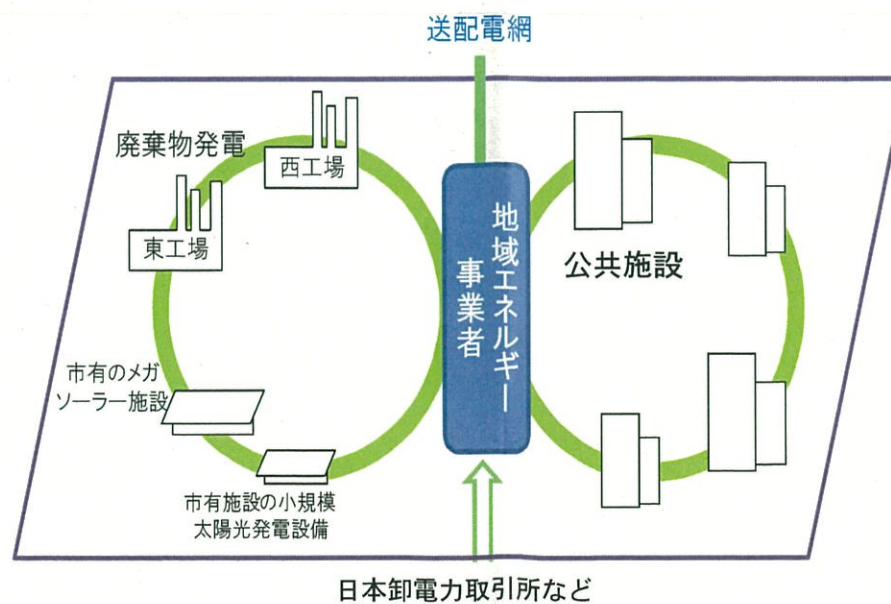 送配電網
廃棄物発電
西工場
東工場
地域エネルギー
事業者
公共施設
市有のメガ
ソーラー施設
市有施設の小規模
太陽光発電設備
日本卸電力取引所など